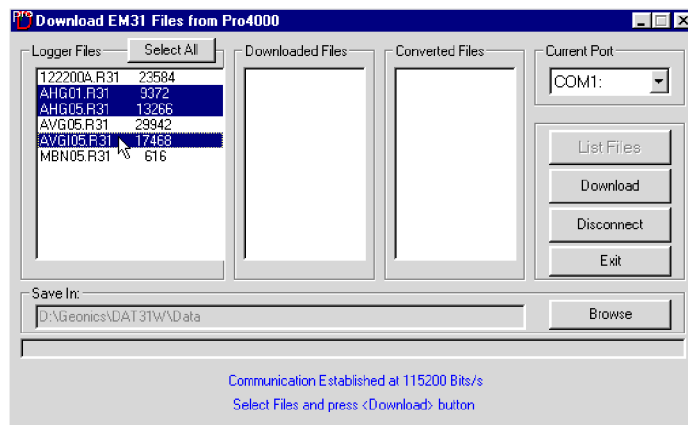 Pro Download EM31 Files from Pro4000
Logger Files
Select All
Downloaded Files
Converted Files
Current Port
122200A.R31 23584
AHG01.R31 9372
AHG05.R31 13266
AVG05.R31 29942
AVGI05.R31 17468
MBN05.R31 616
COM1:
List Files
Download
Disconnect
Exit
Save In:
D:\Geonics\DAT31W\Data
Browse
Communication Established at 115200 Bits/s
Select Files and press <Download> button